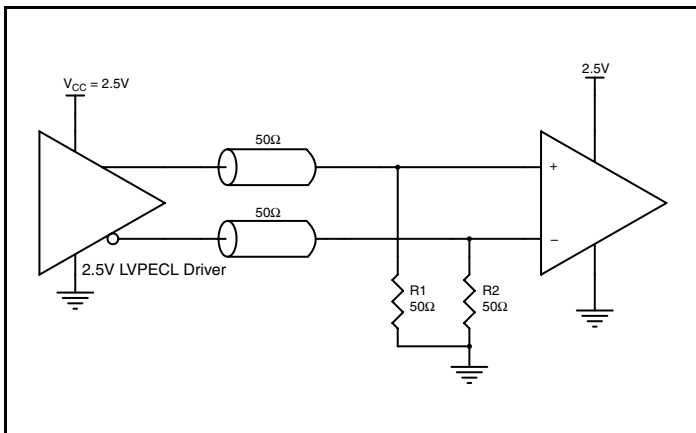 V_CC = 2.5V
2.5V
50Ω
50Ω
+
−
2.5V LVPECL Driver
R1
50Ω
R2
50Ω